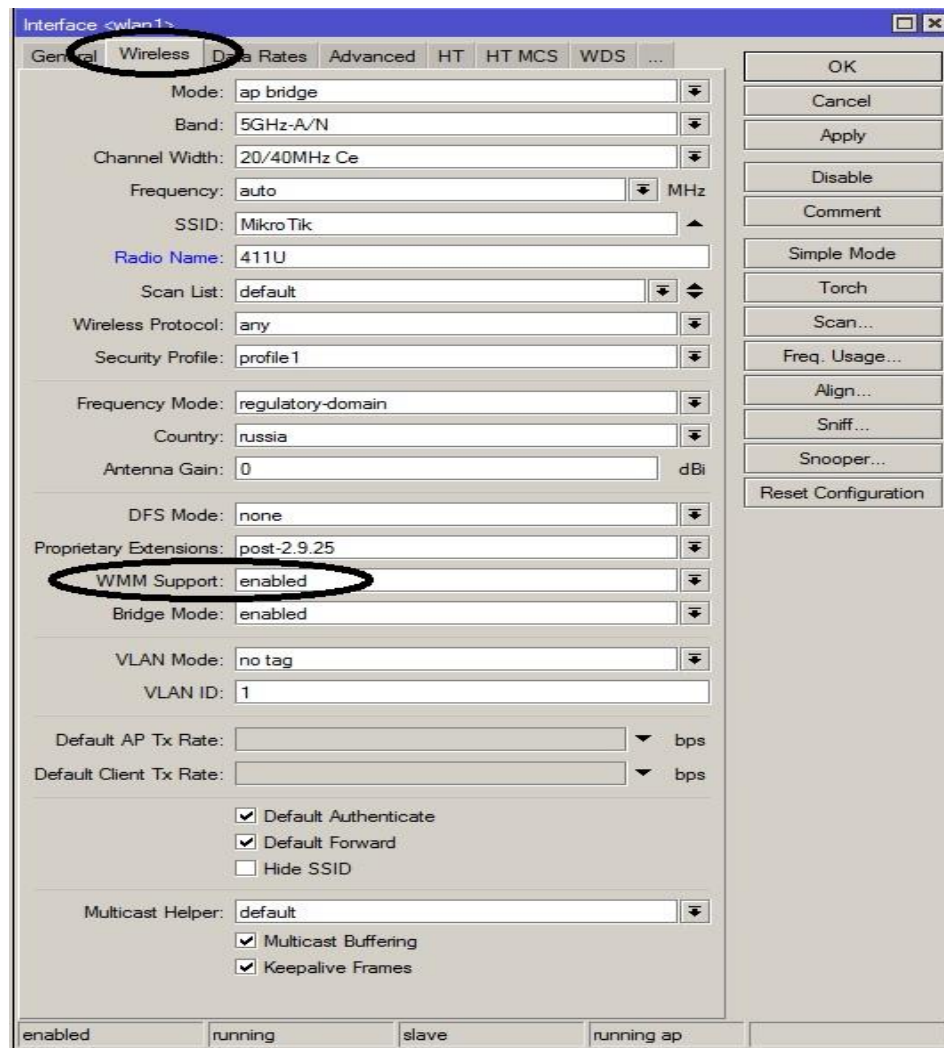 Interface <wlan1>
General Wireless Data Rates Advanced HT HT MCS WDS ...
Mode: ap bridge
Band: 5GHz-A/N
Channel Width: 20/40MHz Ce
Frequency: auto MHz
SSID: MikroTik
Radio Name: 411U
Scan List: default
Wireless Protocol: any
Security Profile: profile1
Frequency Mode: regulatory-domain
Country: russia
Antenna Gain: 0 dBi
DFS Mode: none
Proprietary Extensions: post-2.9.25
WMM Support: enabled
Bridge Mode: enabled
VLAN Mode: no tag
VLAN ID: 1
Default AP Tx Rate: bps
Default Client Tx Rate: bps
Default Authenticate
Default Forward
Hide SSID
Multicast Helper: default
Multicast Buffering
Keepalive Frames
OK
Cancel
Apply
Disable
Comment
Simple Mode
Torch
Scan...
Freq. Usage...
Align...
Sniff...
Snooper...
Reset Configuration
enabled running slave running ap